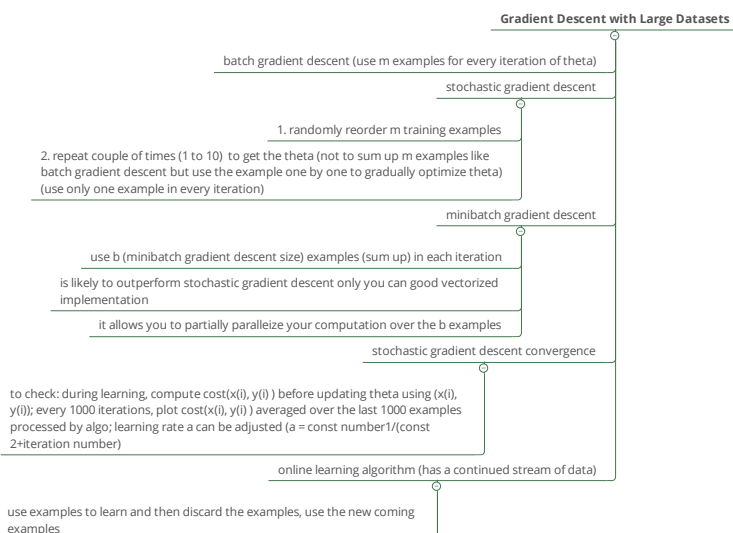 Gradient Descent with Large Datasets
batch gradient descent (use m examples for every iteration of theta)
stochastic gradient descent
1. randomly reorder m training examples
2. repeat couple of times (1 to 10)  to get the theta (not to sum up m examples like
batch gradient descent but use the example one by one to gradually optimize theta)
(use only one example in every iteration)
minibatch gradient descent
use b (minibatch gradient descent size) examples (sum up) in each iteration
is likely to outperform stochastic gradient descent only you can good vectorized
implementation
it allows you to partially paralleize your computation over the b examples
stochastic gradient descent convergence
to check: during learning, compute cost(x(i), y(i) ) before updating theta using (x(i),
y(i)); every 1000 iterations, plot cost(x(i), y(i) ) averaged over the last 1000 examples
processed by algo; learning rate a can be adjusted (a = const number1/(const
2+iteration number)
online learning algorithm (has a continued stream of data)
use examples to learn and then discard the examples, use the new coming
examples